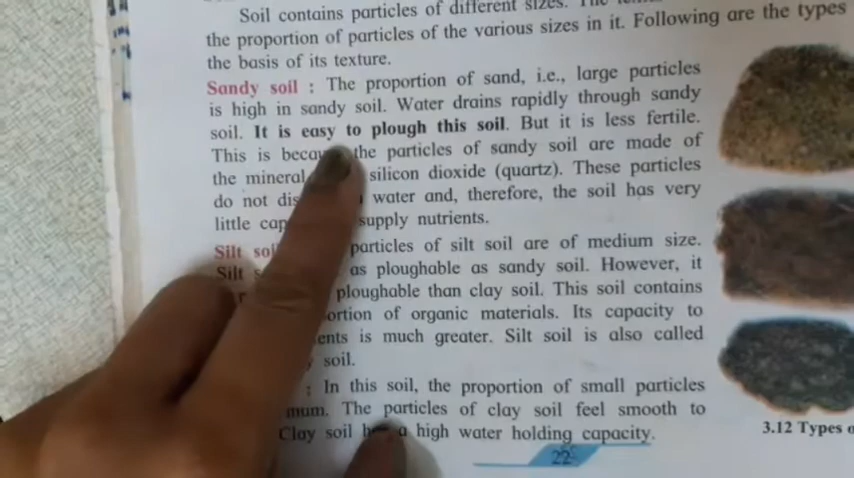 Soil contains particles of different sizes. The
the proportion of particles of the various sizes in it. Following are the types
the basis of its texture.
Sandy soil : The proportion of sand, i.e., large particles
is high in sandy soil. Water drains rapidly through sandy
soil. It is easy to plough this soil. But it is less fertile.
This is the particles of sandy soil are made of
the mineral silicon dioxide (quartz). These particles
do not water and, therefore, the soil has very
little supply nutrients.
Silt particles of silt soil are of medium size.
Silt as ploughable as sandy soil. However, it
ploughable than clay soil. This soil contains
of organic materials. Its capacity to
is much greater. Silt soil is also called
soil.
: In this soil, the proportion of small particles
The particles of clay soil feel smooth to
Clay soil a high water holding capacity.
3.12 Types
22